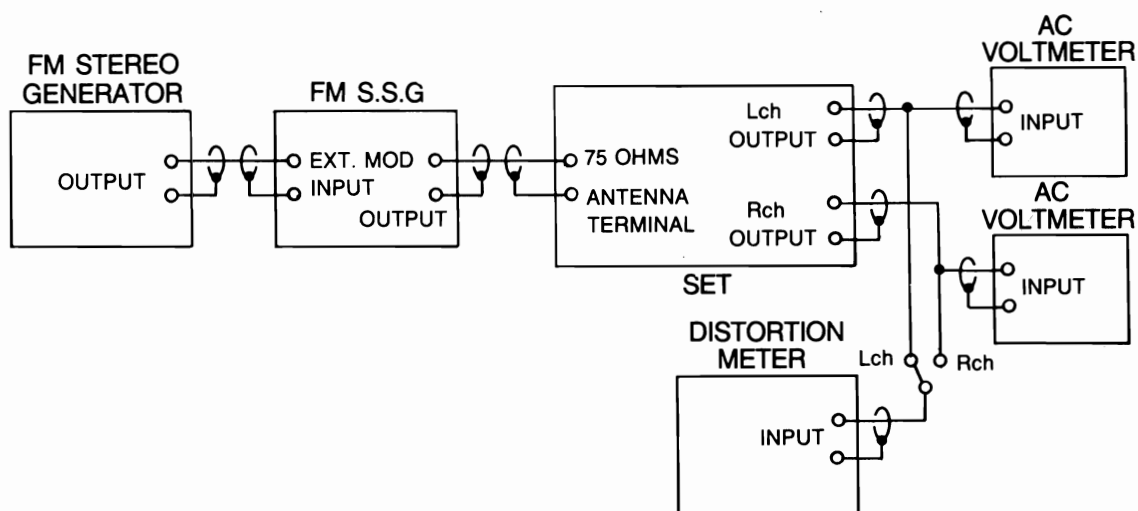 FM STEREO
GENERATOR
OUTPUT
FM S.S.G
EXT. MOD
INPUT
OUTPUT
75 OHMS
ANTENNA
TERMINAL
Lch
OUTPUT
Rch
OUTPUT
SET
AC
VOLTMETER
INPUT
AC
VOLTMETER
INPUT
DISTORTION
METER
Lch
Rch
INPUT